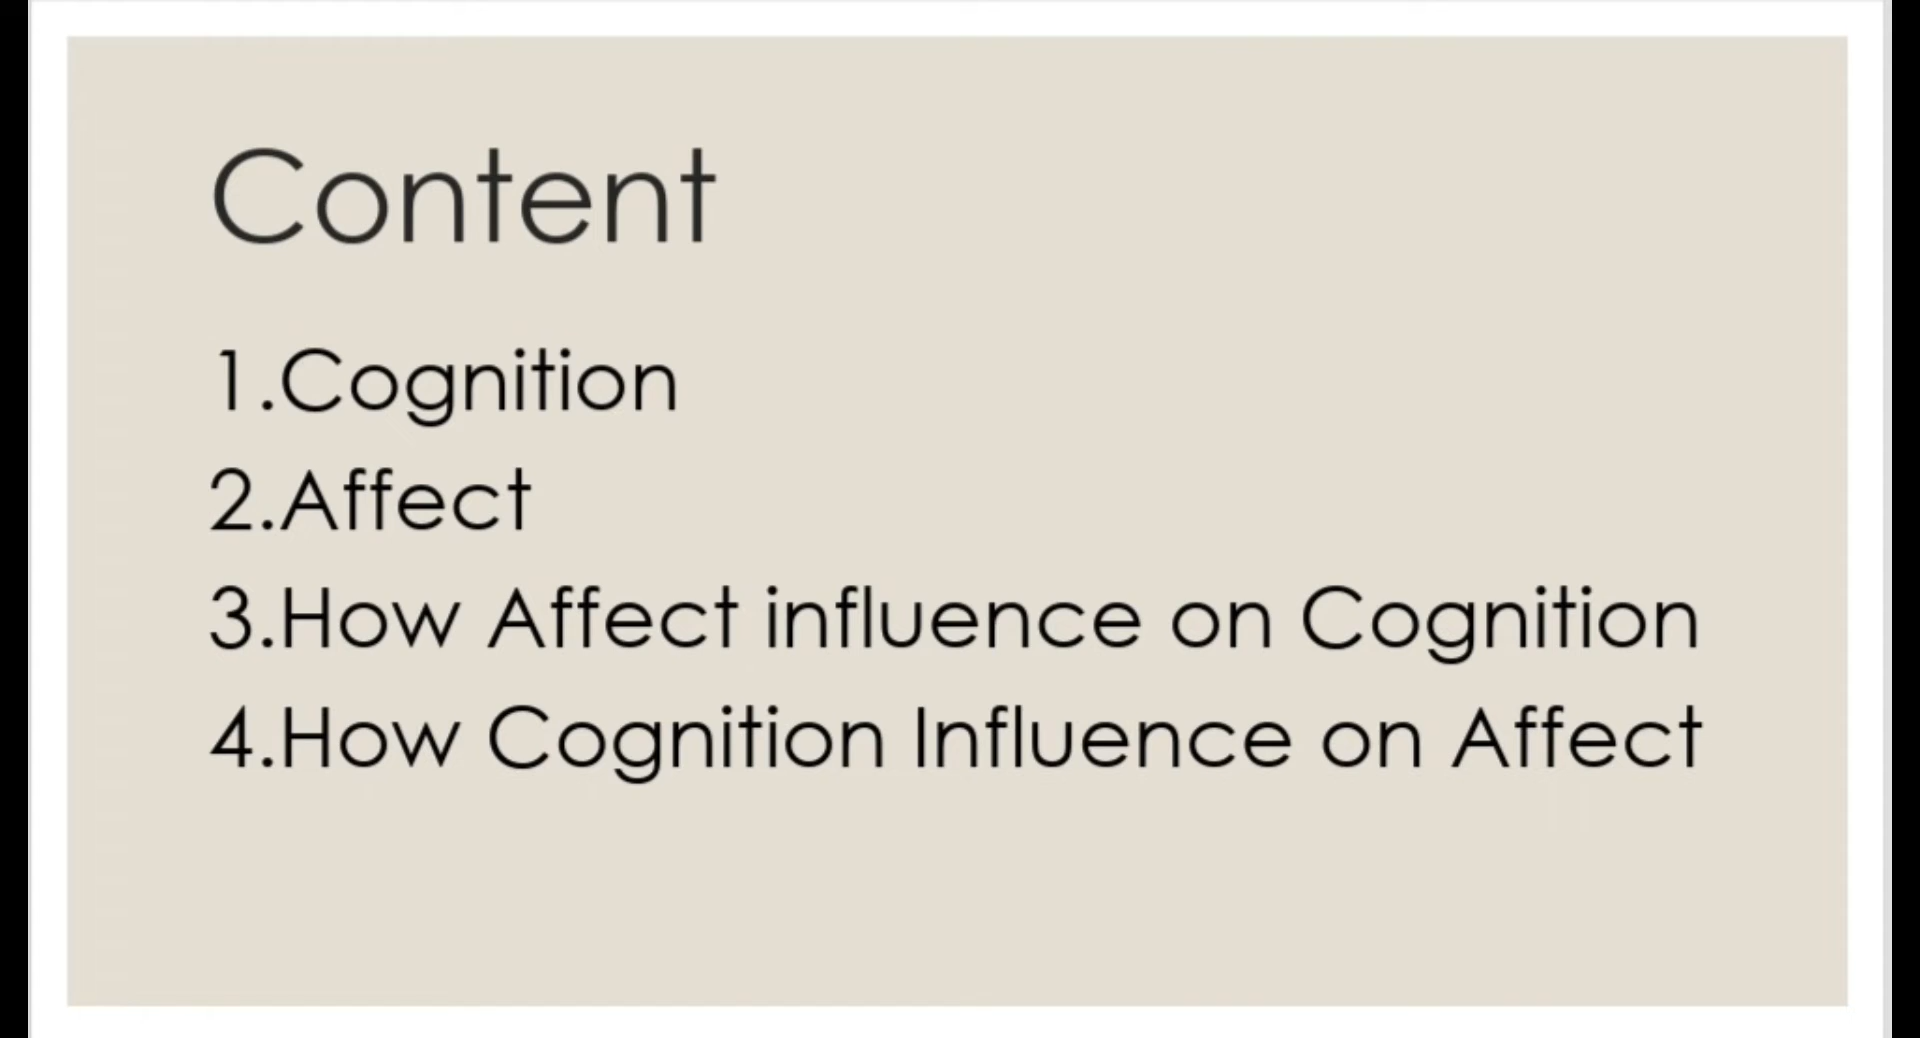 Content
1.Cognition
2.Affect
3.How Affect influence on Cognition
4.How Cognition Influence on Affect